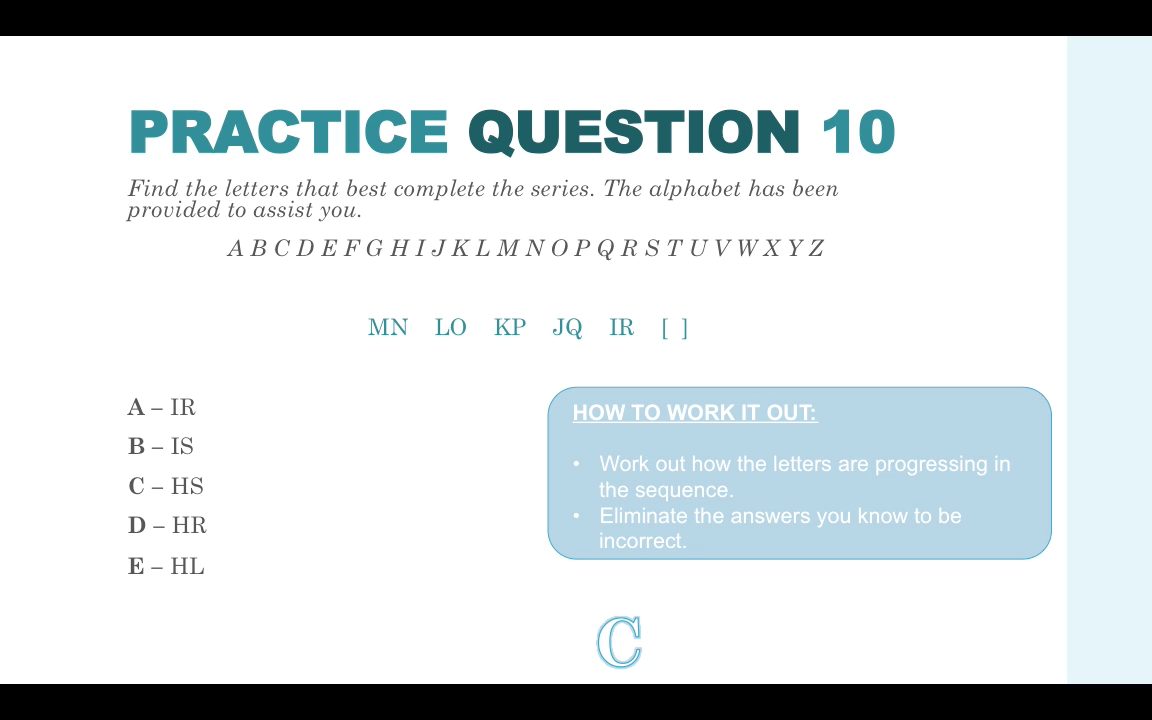 PRACTICE QUESTION 10
Find the letters that best complete the series. The alphabet has been
provided to assist you.
A B C D E F G H I J K L M N O P Q R S T U V W X Y Z
MN LO KP JQ IR [ ]
A – IR
B – IS
C – HS
D – HR
E – HL
HOW TO WORK IT OUT:
• Work out how the letters are progressing in
the sequence.
• Eliminate the answers you know to be
incorrect.
C